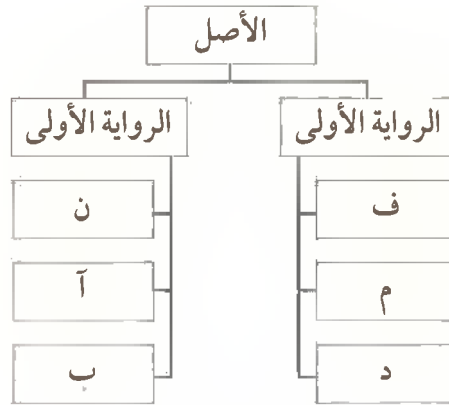 الأصل
الرواية الأولى
الرواية الأولى
ف
ن
م
آ
د
ب